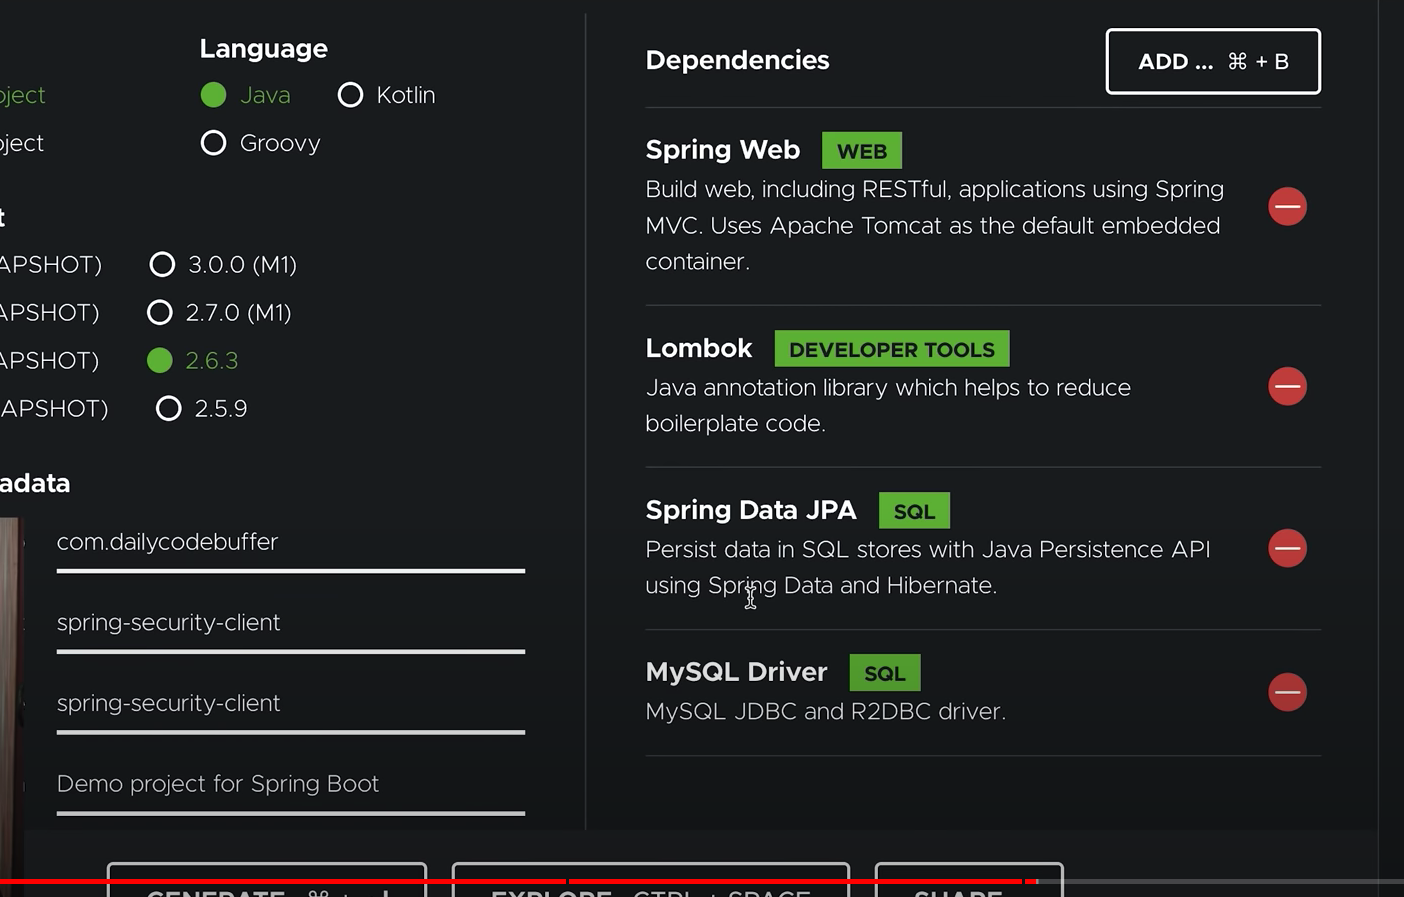 Language
Java
Kotlin
Groovy
oject
oject
t
APSHOT)
3.0.0 (M1)
APSHOT)
2.7.0 (M1)
APSHOT)
2.6.3
APSHOT)
2.5.9
adata
com.dailycodebuffer
spring-security-client
spring-security-client
Demo project for Spring Boot
Dependencies
ADD ... ⌘ + B
Spring Web WEB
Build web, including RESTful, applications using Spring
MVC. Uses Apache Tomcat as the default embedded
container.
Lombok DEVELOPER TOOLS
Java annotation library which helps to reduce
boilerplate code.
Spring Data JPA SQL
Persist data in SQL stores with Java Persistence API
using Spring Data and Hibernate.
MySQL Driver SQL
MySQL JDBC and R2DBC driver.
GENERATE ⌘ +
EXPLORE CTRL + SPACE
SHARE